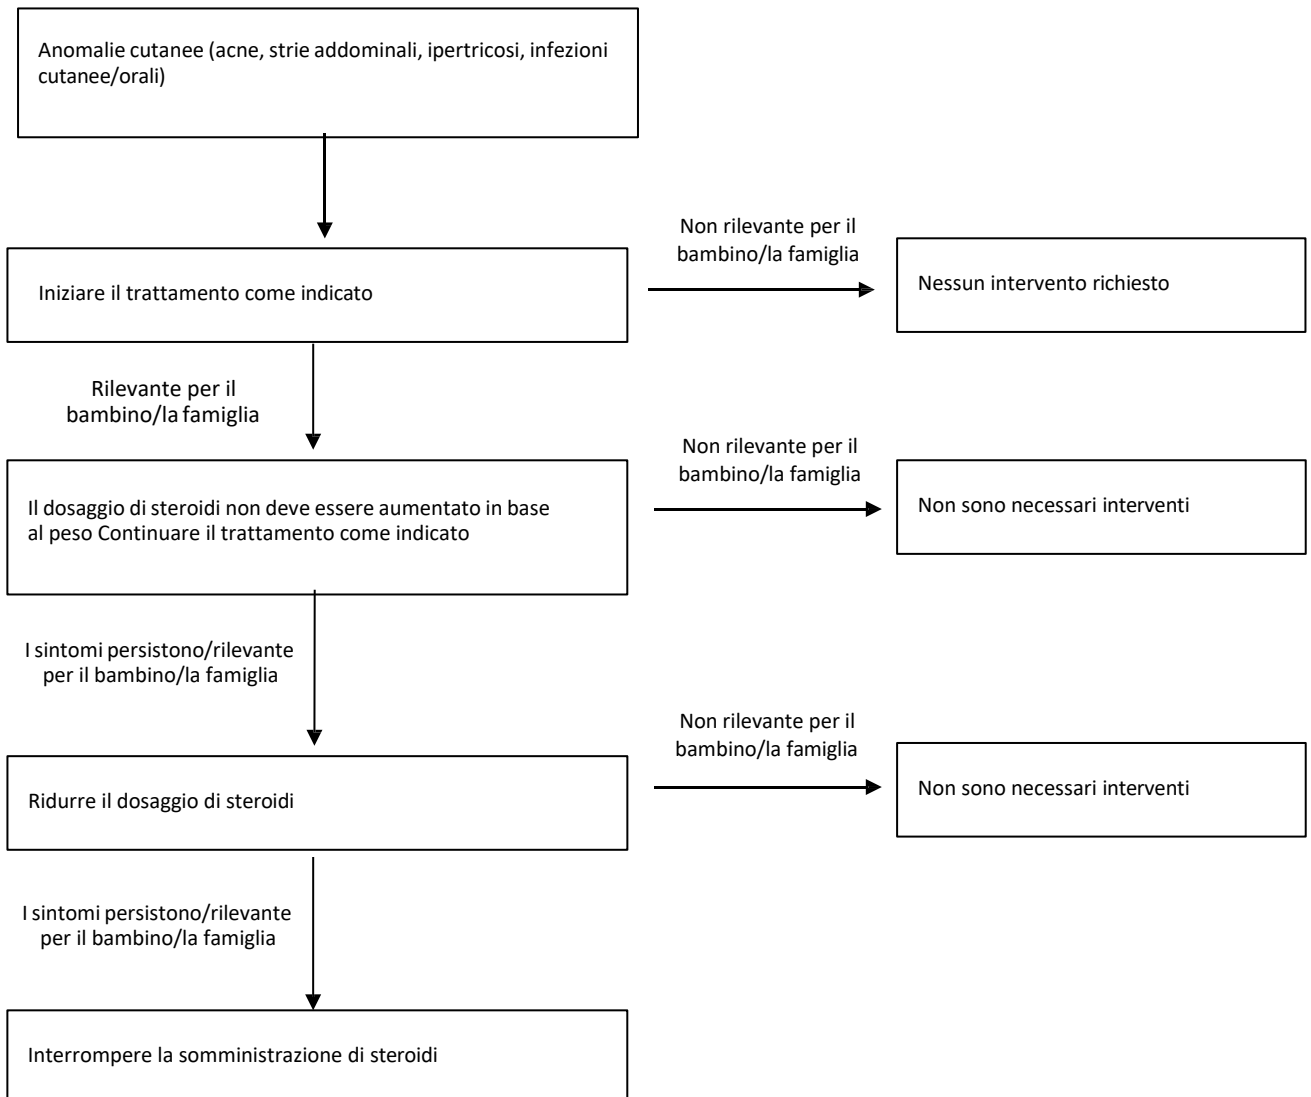 Anomalie cutanee (acne, strie addominali, ipertricosi, infezioni
cutanee/orali)
Non rilevante per il
bambino/la famiglia
Iniziare il trattamento come indicato
Nessun intervento richiesto
Rilevante per il
bambino/la famiglia
Non rilevante per il
bambino/la famiglia
Il dosaggio di steroidi non deve essere aumentato in base
al peso Continuare il trattamento come indicato
Non sono necessari interventi
I sintomi persistono/rilevante
per il bambino/la famiglia
Non rilevante per il
bambino/la famiglia
Ridurre il dosaggio di steroidi
Non sono necessari interventi
I sintomi persistono/rilevante
per il bambino/la famiglia
Interrompere la somministrazione di steroidi